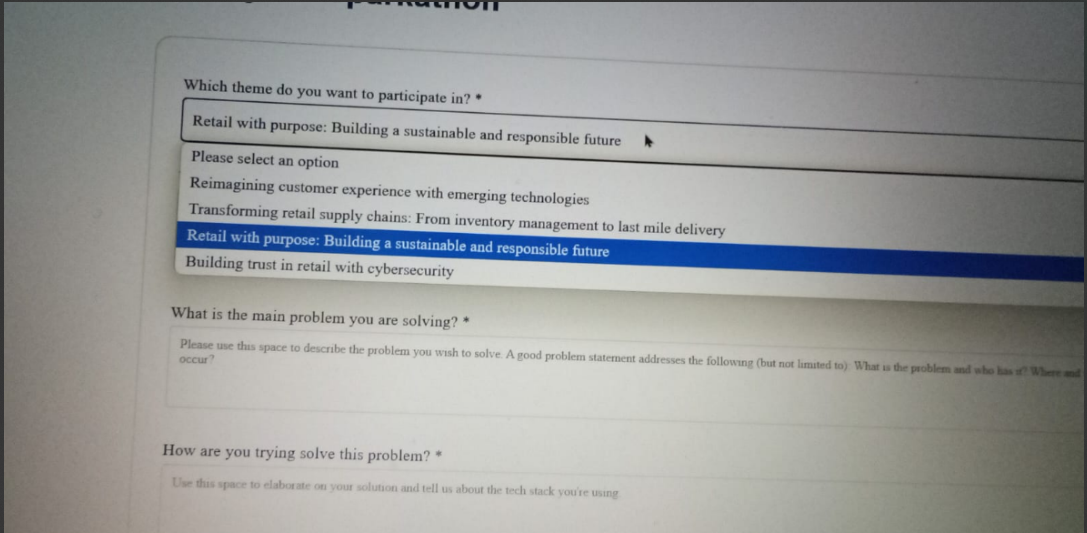 Which theme do you want to participate in? *
Retail with purpose: Building a sustainable and responsible future
Please select an option
Reimagining customer experience with emerging technologies
Transforming retail supply chains: From inventory management to last mile delivery
Retail with purpose: Building a sustainable and responsible future
Building trust in retail with cybersecurity
What is the main problem you are solving? *
Please use this space to describe the problem you wish to solve. A good problem statement addresses the following (but not limited to): What is the problem and who has it? Where and
occur?
How are you trying solve this problem? *
Use this space to elaborate on your solution and tell us about the tech stack you're using